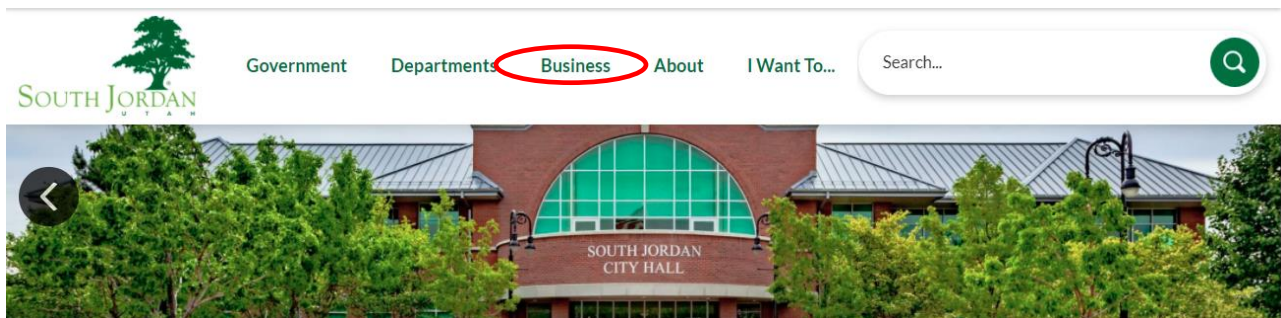 SOUTH JORDAN
UTAH
Government Departments Business About I Want To... Search...
SOUTH JORDAN
CITY HALL